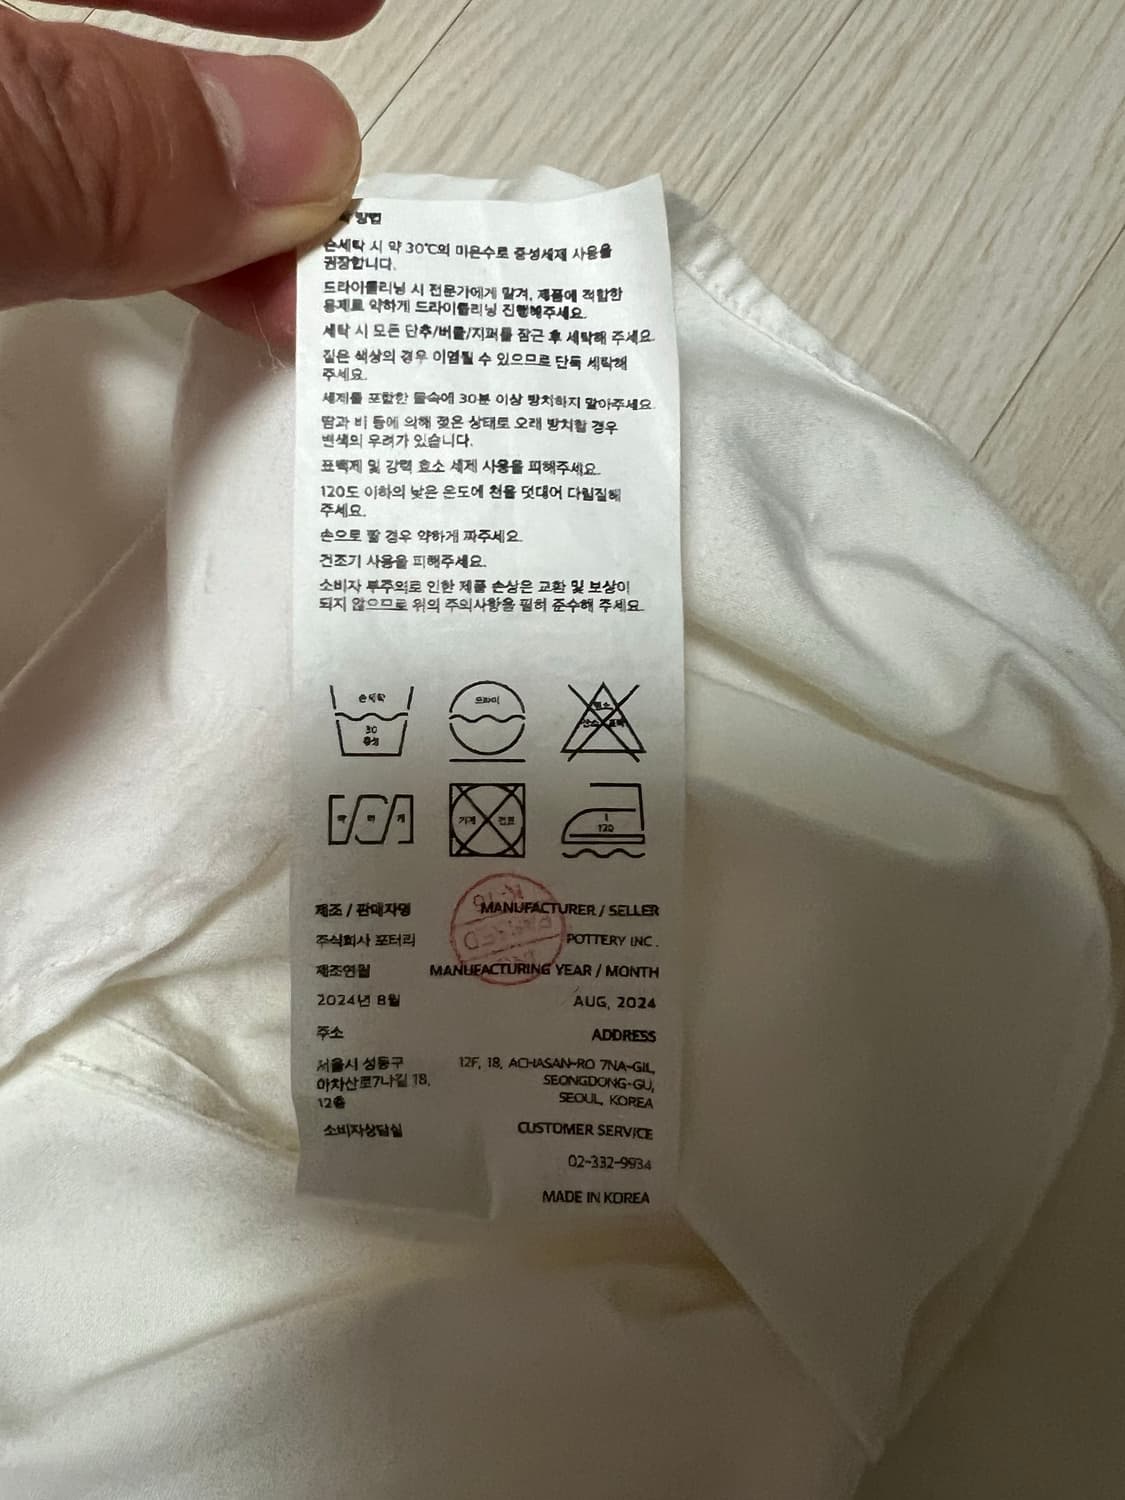 방법
손세탁 시 약 30℃의 미온수로 중성세제 사용을
권장합니다.
드라이클리닝 시 전문가에게 맡겨, 제품에 적합한
용제로 약하게 드라이클리닝 진행해주세요.
세탁 시 모든 단추/버클/지퍼를 잠근 후 세탁해 주세요.
짙은 색상의 경우 이염될 수 있으므로 단독 세탁해
주세요.
세제를 포함한 물속에 30분 이상 방치하지 말아주세요.
땀과 비 등에 의해 젖은 상태로 오래 방치할 경우
변색의 우려가 있습니다.
표백제 및 강력 효소 세제 사용을 피해주세요.
120도 이하의 낮은 온도에 천을 덧대어 다림질해
주세요.
손으로 짤 경우 약하게 짜주세요.
건조기 사용을 피해주세요.
소비자 부주의로 인한 제품 손상은 교환 및 보상이
되지 않으므로 위의 주의사항을 필히 준수해 주세요.
손세탁
30
중성
드라이
염소
산소 표백
약 하 게
기계 건조
120
제조 / 판매자명 MANUFACTURER / SELLER
주식회사 포터리 POTTERY INC.
제조연월 MANUFACTURING YEAR / MONTH
2024년 8월 AUG, 2024
주소 ADDRESS
서울시 성동구 12F, 18, ACHASAN-RO 7NA-GIL,
아차산로7나길 18, SEONGDONG-GU,
12층 SEOUL, KOREA
소비자상담실 CUSTOMER SERVICE
02-332-9934
MADE IN KOREA